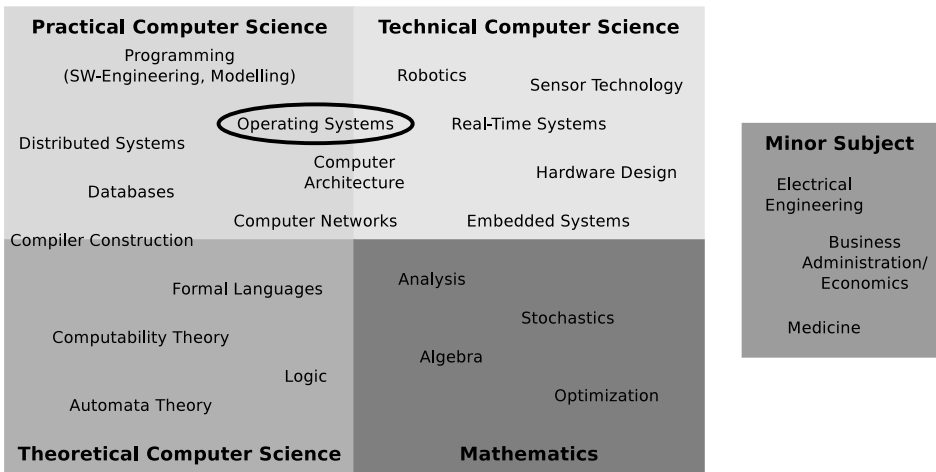 Practical Computer Science
Programming
(SW-Engineering, Modelling)
Operating Systems
Distributed Systems
Computer
Architecture
Databases
Computer Networks
Compiler Construction
Technical Computer Science
Robotics
Sensor Technology
Real-Time Systems
Hardware Design
Embedded Systems
Formal Languages
Computability Theory
Logic
Automata Theory
Theoretical Computer Science
Analysis
Stochastics
Algebra
Optimization
Mathematics
Minor Subject
Electrical
Engineering
Business
Administration/
Economics
Medicine